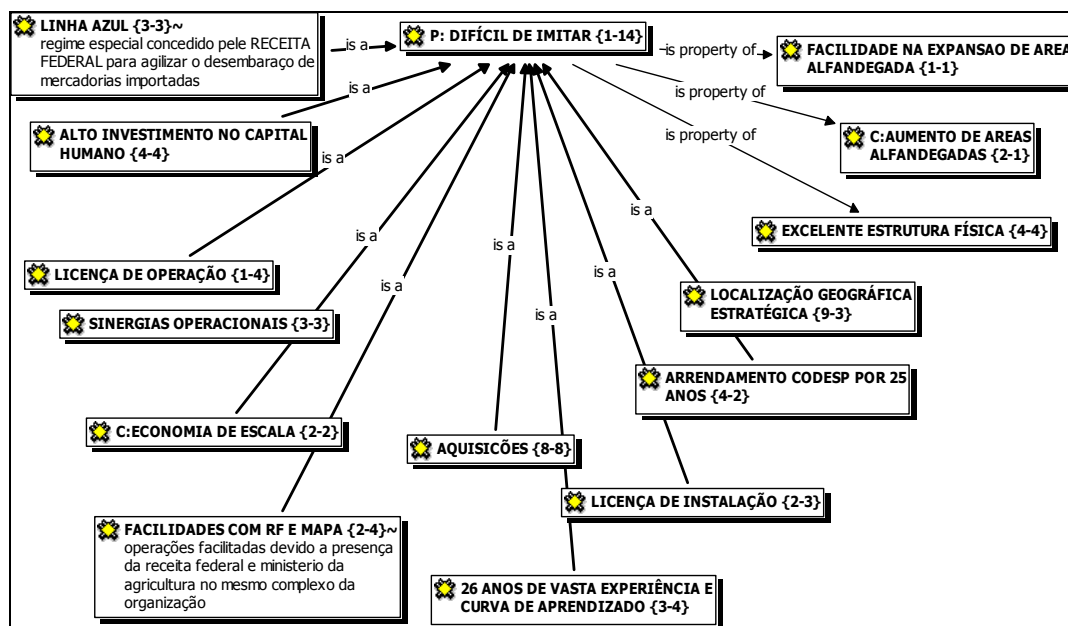 LINHA AZUL {3-3}~
regime especial concedido pele RECEITA
FEDERAL para agilizar o desembaraço de
mercadorias importadas
is a
P: DIFÍCIL DE IMITAR {1-14}
is property of
FACILIDADE NA EXPANSAO DE AREA
ALFANDEGADA {1-1}
is a
is property of
ALTO INVESTIMENTO NO CAPITAL
HUMANO {4-4}
is property of
C:AUMENTO DE AREAS
ALFANDEGADAS {2-1}
is a
is a
EXCELENTE ESTRUTURA FÍSICA {4-4}
is a
is a
LICENÇA DE OPERAÇÃO {1-4}
is a
is a
LOCALIZAÇÃO GEOGRÁFICA
ESTRATÉGICA {9-3}
SINERGIAS OPERACIONAIS {3-3}
is a
ARRENDAMENTO CODESP POR 25
ANOS {4-2}
C:ECONOMIA DE ESCALA {2-2}
AQUISICÕES {8-8}
LICENÇA DE INSTALAÇÃO {2-3}
FACILIDADES COM RF E MAPA {2-4}~
operações facilitadas devido a presença
da receita federal e ministerio da
agricultura no mesmo complexo da
organização
26 ANOS DE VASTA EXPERIÊNCIA E
CURVA DE APRENDIZADO {3-4}